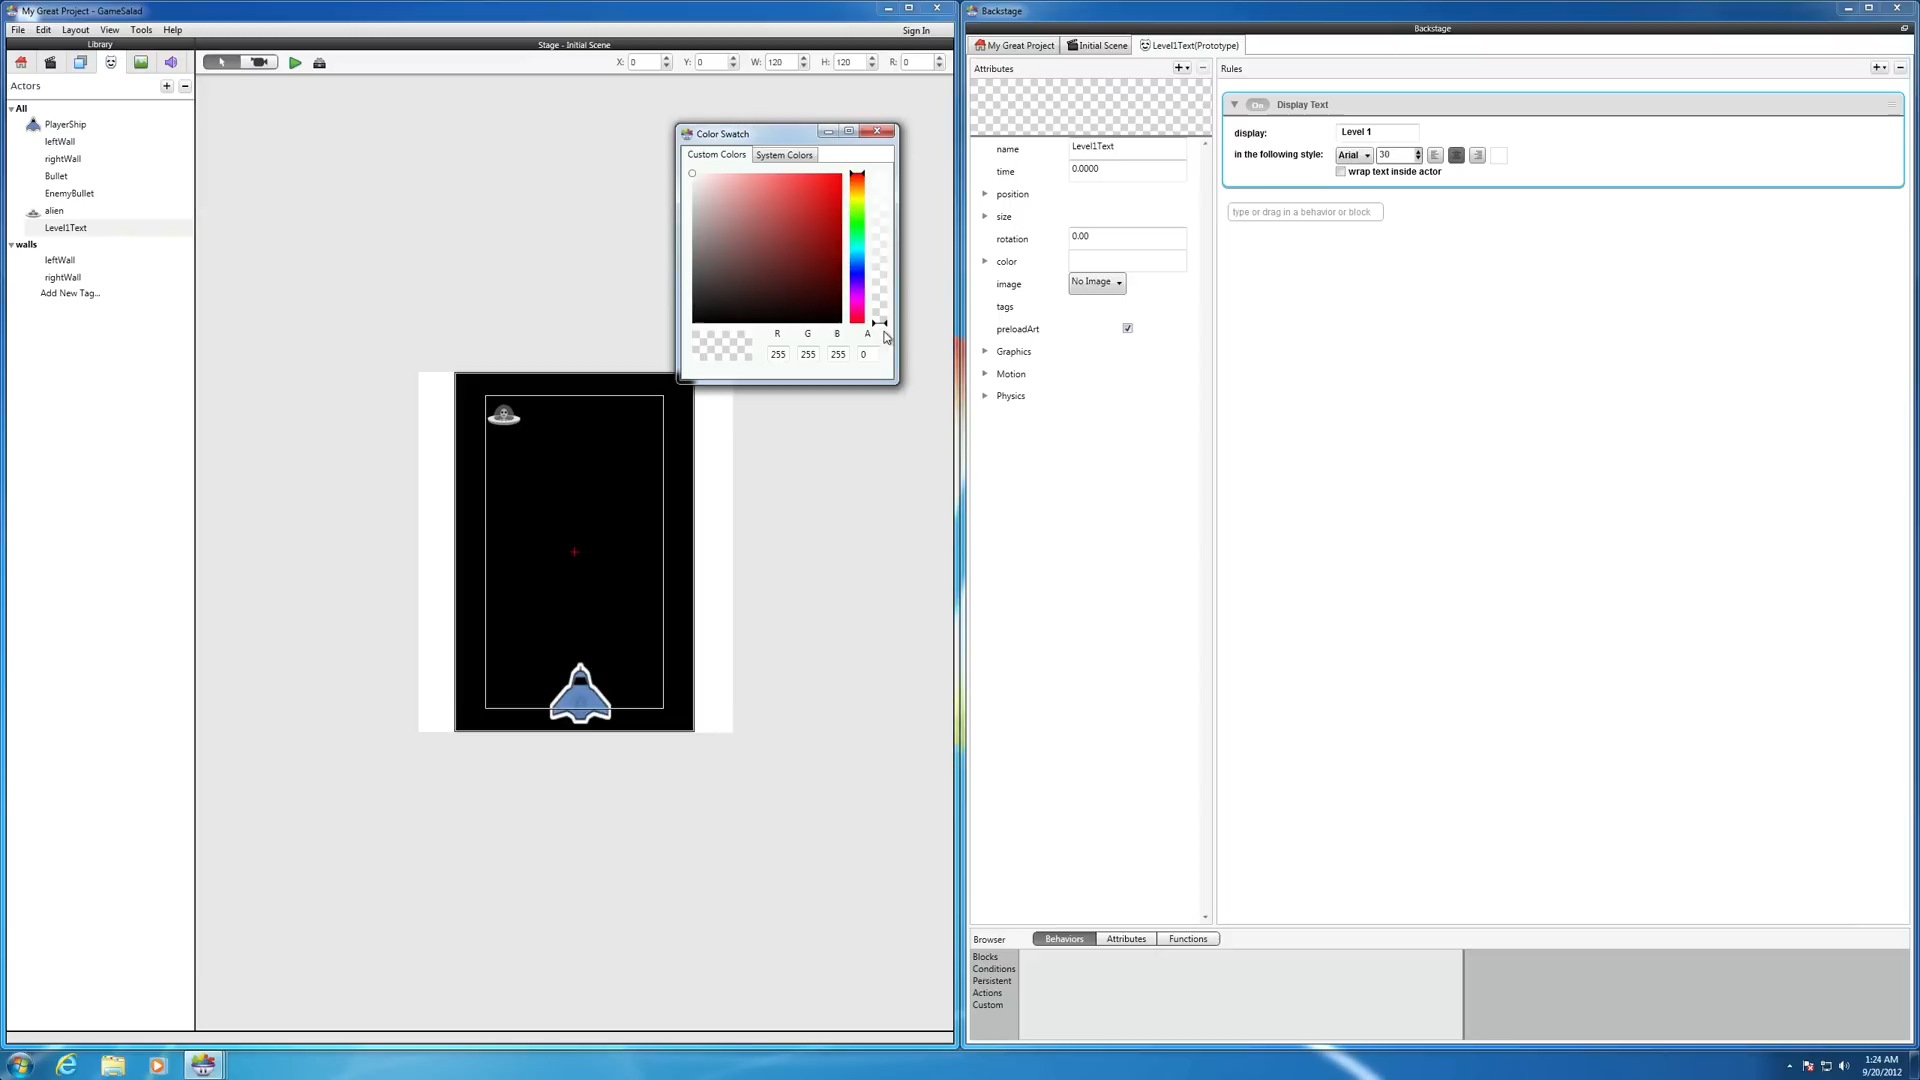 My Great Project - GameSalad
File Edit Layout View Tools Help
Sign In
Library
Stage - Initial Scene
X: 0 Y: 0 W: 120 H: 120 R: 0
Actors
All
PlayerShip
leftWall
rightWall
Bullet
EnemyBullet
alien
Level1Text
walls
leftWall
rightWall
Add New Tag...
Color Swatch
Custom Colors System Colors
R G B A
255 255 255 0
Backstage
Backstage
My Great Project Initial Scene Level1Text(Prototype)
Attributes
name Level1Text
time 0.0000
position
size
rotation 0.00
color
image No Image
tags
preloadArt
Graphics
Motion
Physics
Rules
On Display Text
display: Level 1
in the following style: Arial 30
wrap text inside actor
type or drag in a behavior or block
Browser Behaviors Attributes Functions
Blocks
Conditions
Persistent
Actions
Custom
1:24 AM
9/20/2012